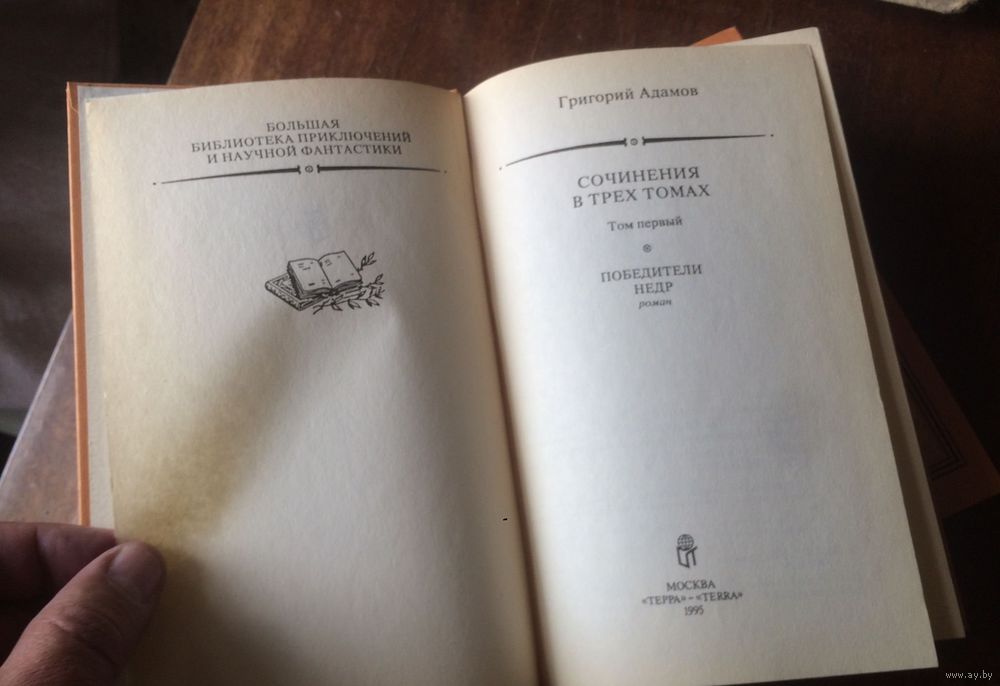 БОЛЬШАЯ
БИБЛИОТЕКА ПРИКЛЮЧЕНИЙ
И НАУЧНОЙ ФАНТАСТИКИ
Григорий Адамов
СОЧИНЕНИЯ
В ТРЕХ ТОМАХ
Том первый
ПОБЕДИТЕЛИ
НЕДР
роман
МОСКВА
«ТЕРРА» – «TERRA»
1995
www.ay.by